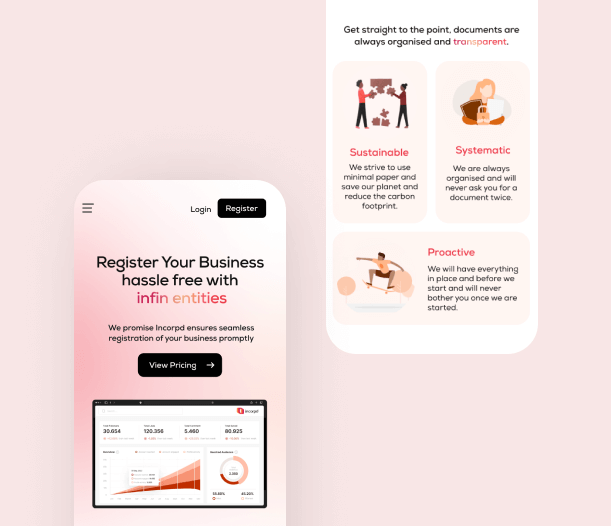 Get straight to the point, documents are
always organised and transparent.
Sustainable
We strive to use
minimal paper and
save our planet and
reduce the carbon
footprint.
Systematic
We are always
organised and will
never ask you for a
document twice.
Proactive
We will have everything
in place and before we
start and will never
bother you once we are
started.
Login
Register
Register Your Business
hassle free with
infin entities
We promise Incorpd ensures seamless
registration of your business promptly
View Pricing
Incorpd
30.654
120.356
5.460
80.925